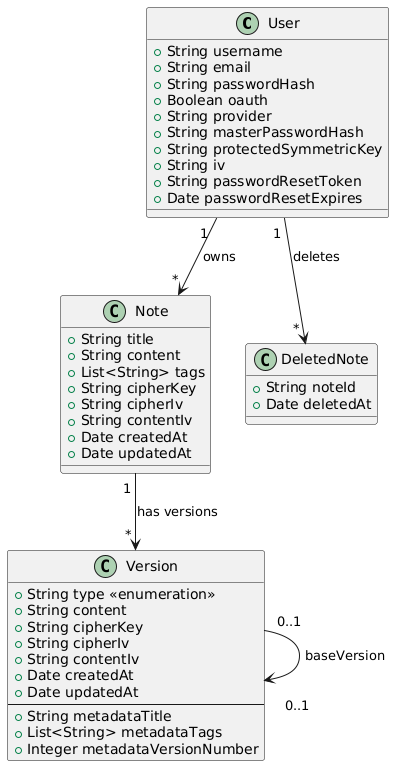 C User
String username
String email
String passwordHash
Boolean oauth
String provider
String masterPasswordHash
String protectedSymmetricKey
String iv
String passwordResetToken
Date passwordResetExpires
1
owns
*
1
deletes
*
C Note
String title
String content
List<String> tags
String cipherKey
String cipherIv
String contentIv
Date createdAt
Date updatedAt
C DeletedNote
String noteId
Date deletedAt
1
has versions
*
C Version
String type «enumeration»
String content
String cipherKey
String cipherIv
String contentIv
Date createdAt
Date updatedAt
String metadataTitle
List<String> metadataTags
Integer metadataVersionNumber
0..1
baseVersion
0..1